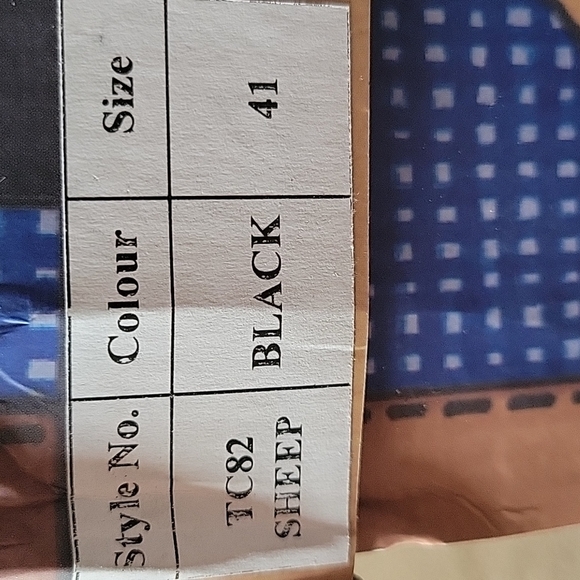 Style No. Colour Size
TC82 BLACK 41
SHEEP